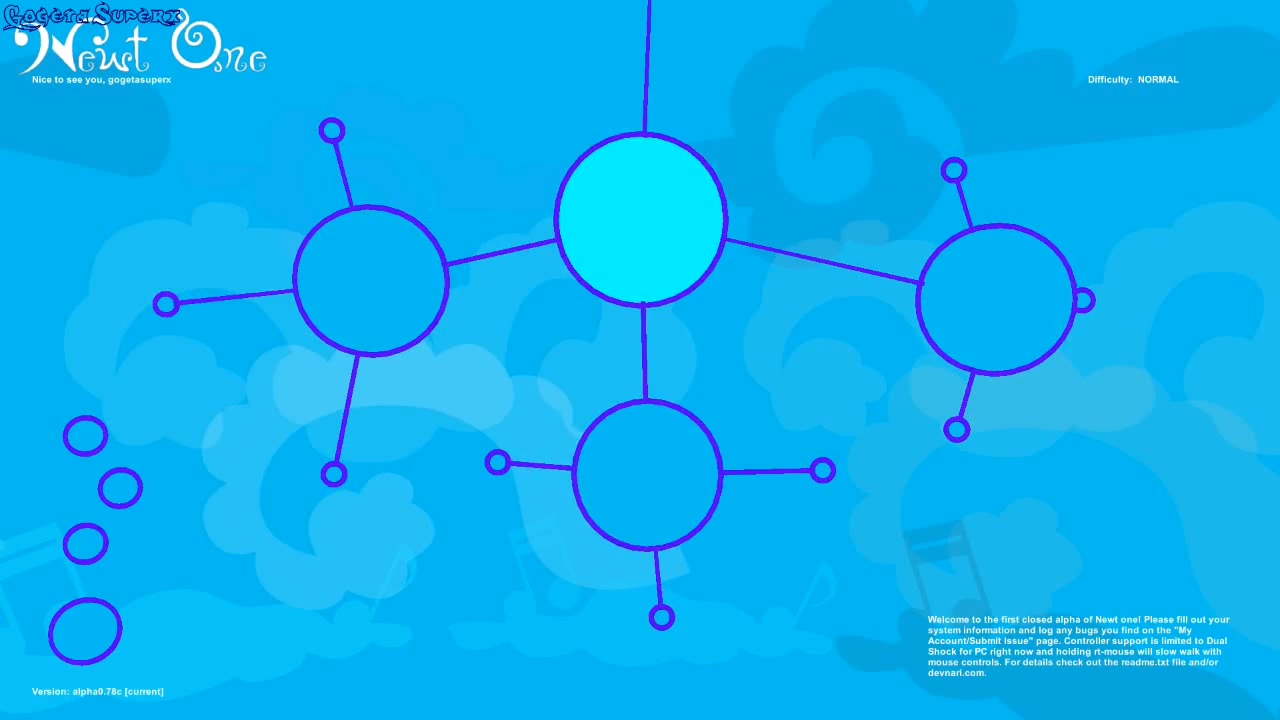 Gogeta Superx
Newt One
Nice to see you, gogetasuperx
Difficulty: NORMAL
Welcome to the first closed alpha of Newt one! Please fill out your
system information and log any bugs you find on the "My
Account/Submit Issue" page. Controller support is limited to Dual
Shock for PC right now and holding rt-mouse will slow walk with
mouse controls. For details check out the readme.txt file and/or
devnari.com.
Version: alpha0.78c [current]